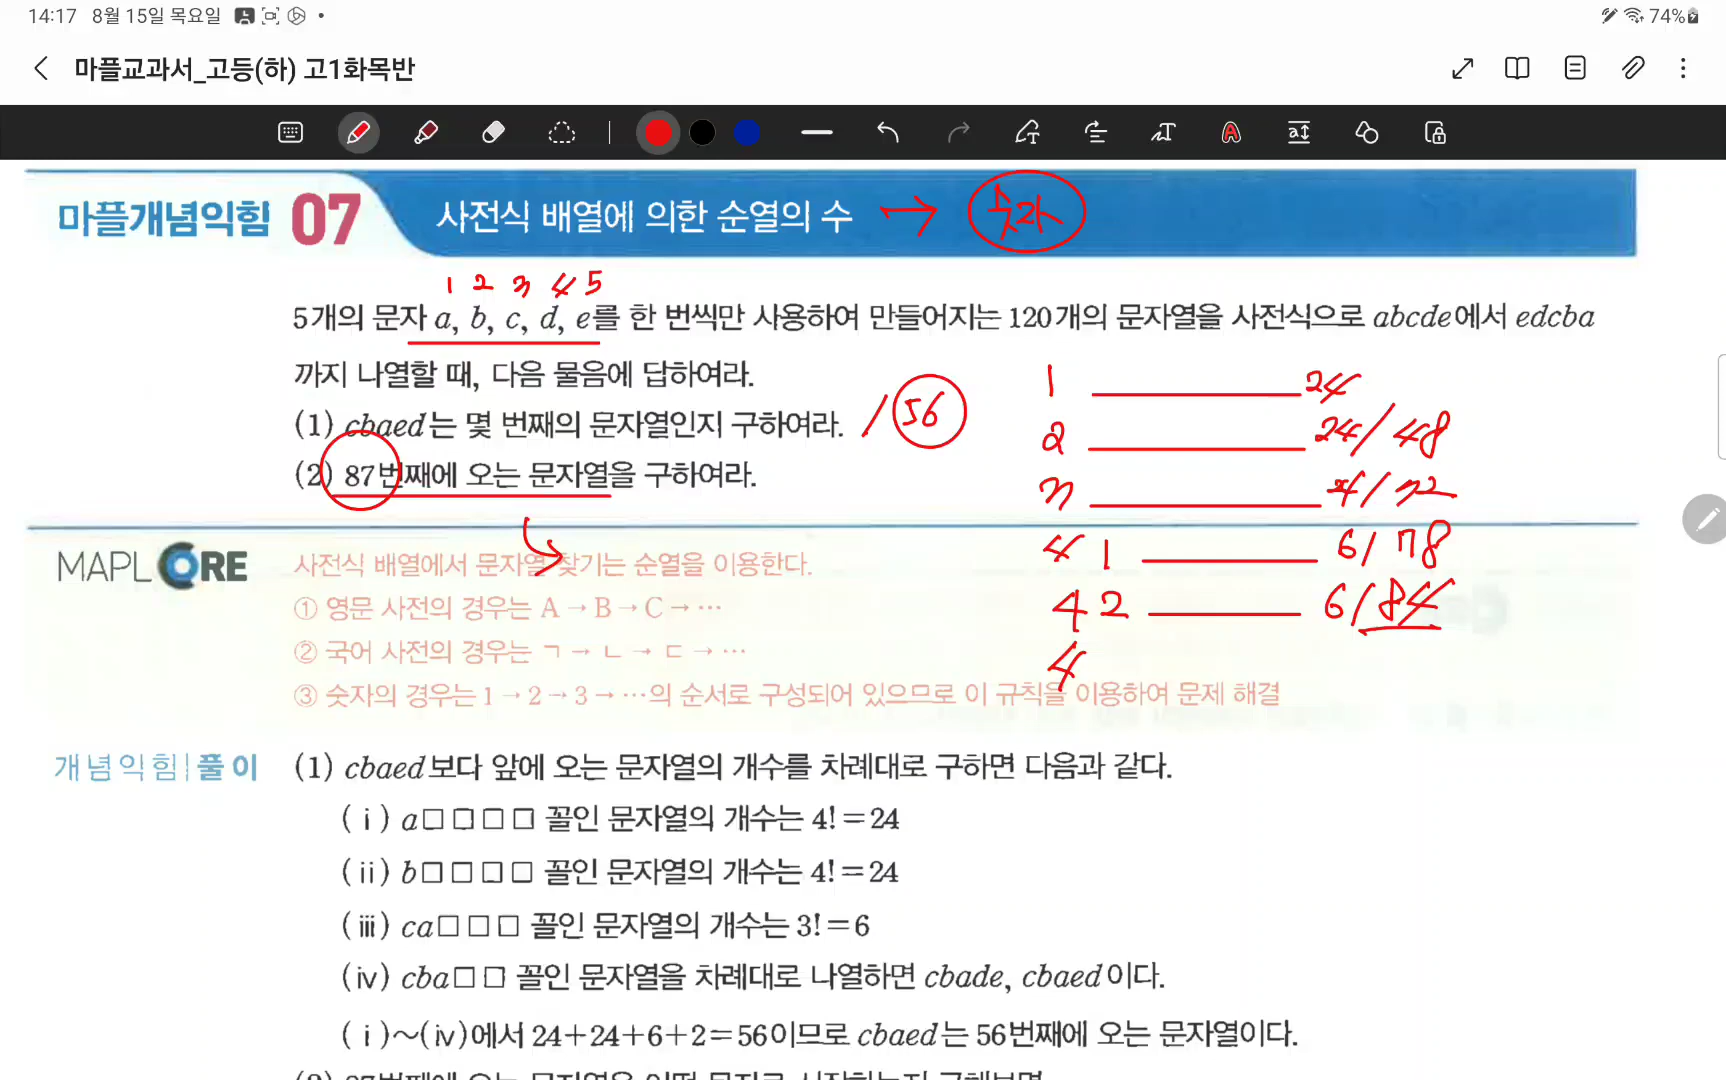 14:17 8월 15일 목요일 74%
마플교과서_고등(하) 고1화목반
마플개념익힘 07 사전식 배열에 의한 순열의 수 → 숫자
1 2 3 4 5
5개의 문자 a, b, c, d, e를 한 번씩만 사용하여 만들어지는 120개의 문자열을 사전식으로 abcde에서 edcba
까지 나열할 때, 다음 물음에 답하여라.
(1) cbaed는 몇 번째의 문자열인지 구하여라. / 56
(2) 87번째에 오는 문자열을 구하여라.
1 24
2 24/48
3 24/72
4 1 6/78
4 2 6/84
4
MAPL CORE
사전식 배열에서 문자열 찾기는 순열을 이용한다.
① 영문 사전의 경우는 A → B → C → ⋯
② 국어 사전의 경우는 ㄱ → ㄴ → ㄷ → ⋯
③ 숫자의 경우는 1 → 2 → 3 → ⋯의 순서로 구성되어 있으므로 이 규칙을 이용하여 문제 해결
개념익힘|풀이
(1) cbaed보다 앞에 오는 문자열의 개수를 차례대로 구하면 다음과 같다.
(ⅰ) a□□□□ 꼴인 문자열의 개수는 4!=24
(ⅱ) b□□□□ 꼴인 문자열의 개수는 4!=24
(ⅲ) ca□□□ 꼴인 문자열의 개수는 3!=6
(ⅳ) cba□□ 꼴인 문자열을 차례대로 나열하면 cbade, cbaed이다.
(ⅰ)~(ⅳ)에서 24+24+6+2=56이므로 cbaed는 56번째에 오는 문자열이다.